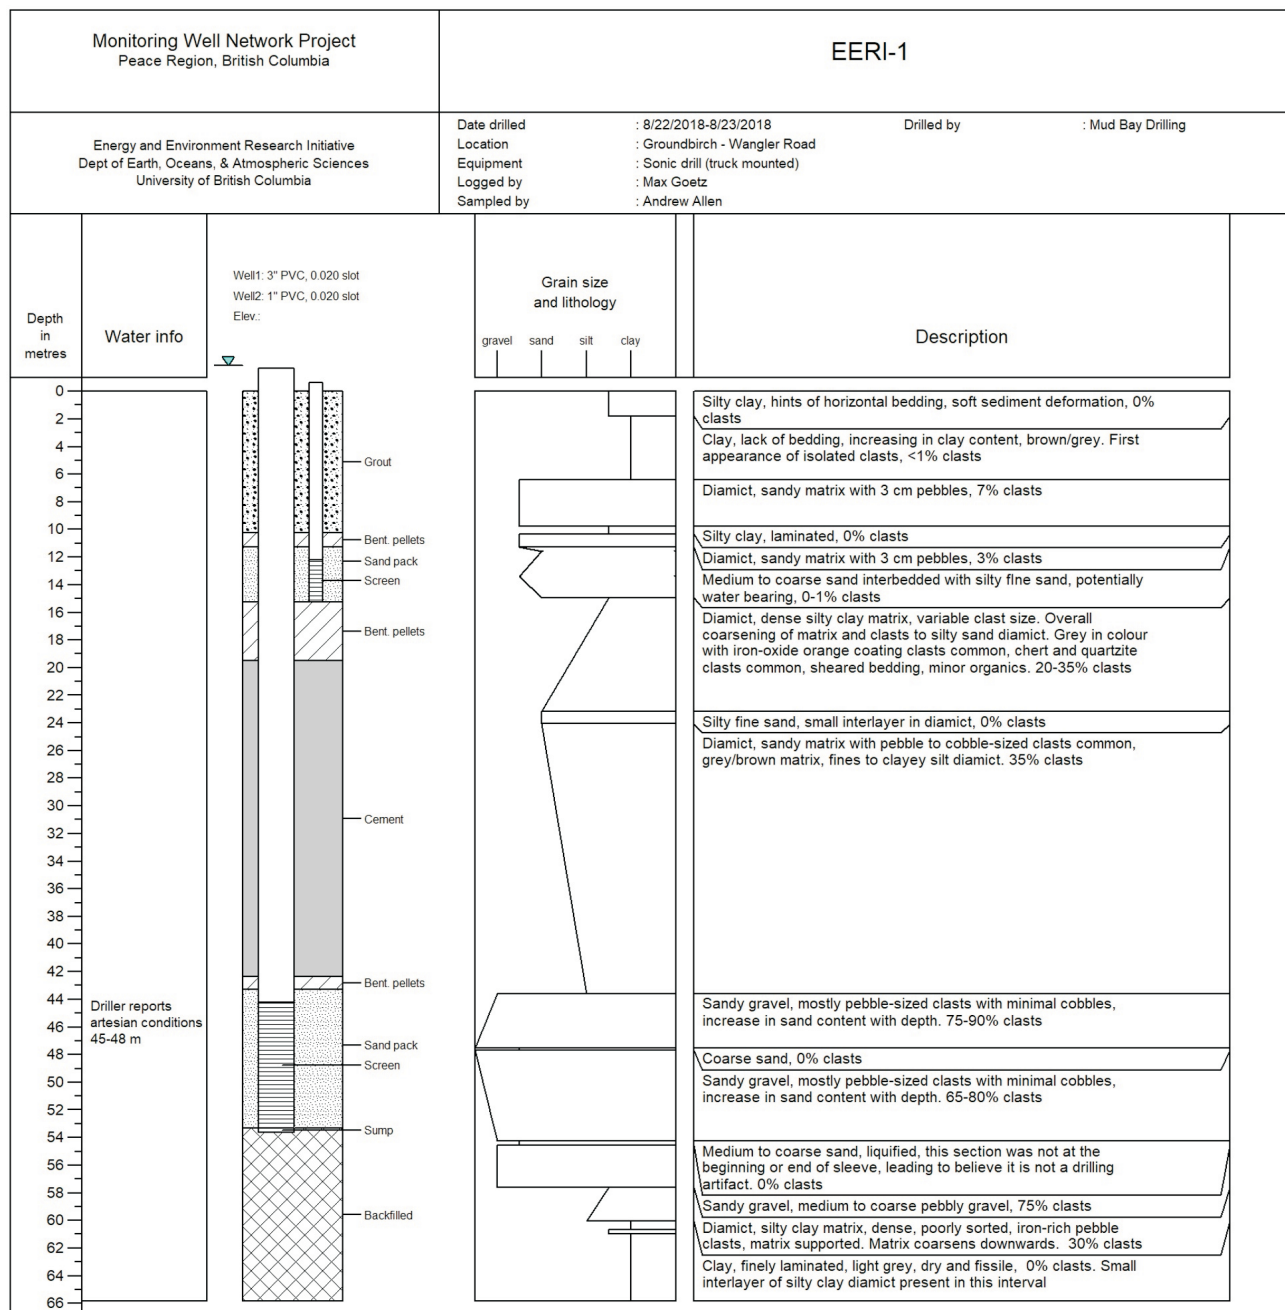 Monitoring Well Network Project
Peace Region, British Columbia
EERI-1
Energy and Environment Research Initiative
Dept of Earth, Oceans, & Atmospheric Sciences
University of British Columbia
Date drilled : 8/22/2018-8/23/2018 Drilled by : Mud Bay Drilling
Location : Groundbirch - Wangler Road
Equipment : Sonic drill (truck mounted)
Logged by : Max Goetz
Sampled by : Andrew Allen
Depth
in
metres
Water info
Well1: 3" PVC, 0.020 slot
Well2: 1" PVC, 0.020 slot
Elev.:
Grain size
and lithology
gravel sand silt clay
Description
0
2
4
6
8
10
12
14
16
18
20
22
24
26
28
30
32
34
36
38
40
42
44
46
48
50
52
54
56
58
60
62
64
66
Driller reports
artesian conditions
45-48 m
Grout
Bent. pellets
Sand pack
Screen
Bent. pellets
Cement
Bent. pellets
Sand pack
Screen
Sump
Backfilled
Silty clay, hints of horizontal bedding, soft sediment deformation, 0%
clasts
Clay, lack of bedding, increasing in clay content, brown/grey. First
appearance of isolated clasts, <1% clasts
Diamict, sandy matrix with 3 cm pebbles, 7% clasts
Silty clay, laminated, 0% clasts
Diamict, sandy matrix with 3 cm pebbles, 3% clasts
Medium to coarse sand interbedded with silty fine sand, potentially
water bearing, 0-1% clasts
Diamict, dense silty clay matrix, variable clast size. Overall
coarsening of matrix and clasts to silty sand diamict. Grey in colour
with iron-oxide orange coating clasts common, chert and quartzite
clasts common, sheared bedding, minor organics. 20-35% clasts
Silty fine sand, small interlayer in diamict, 0% clasts
Diamict, sandy matrix with pebble to cobble-sized clasts common,
grey/brown matrix, fines to clayey silt diamict. 35% clasts
Sandy gravel, mostly pebble-sized clasts with minimal cobbles,
increase in sand content with depth. 75-90% clasts
Coarse sand, 0% clasts
Sandy gravel, mostly pebble-sized clasts with minimal cobbles,
increase in sand content with depth. 65-80% clasts
Medium to coarse sand, liquified, this section was not at the
beginning or end of sleeve, leading to believe it is not a drilling
artifact. 0% clasts
Sandy gravel, medium to coarse pebbly gravel, 75% clasts
Diamict, silty clay matrix, dense, poorly sorted, iron-rich pebble
clasts, matrix supported. Matrix coarsens downwards. 30% clasts
Clay, finely laminated, light grey, dry and fissile, 0% clasts. Small
interlayer of silty clay diamict present in this interval